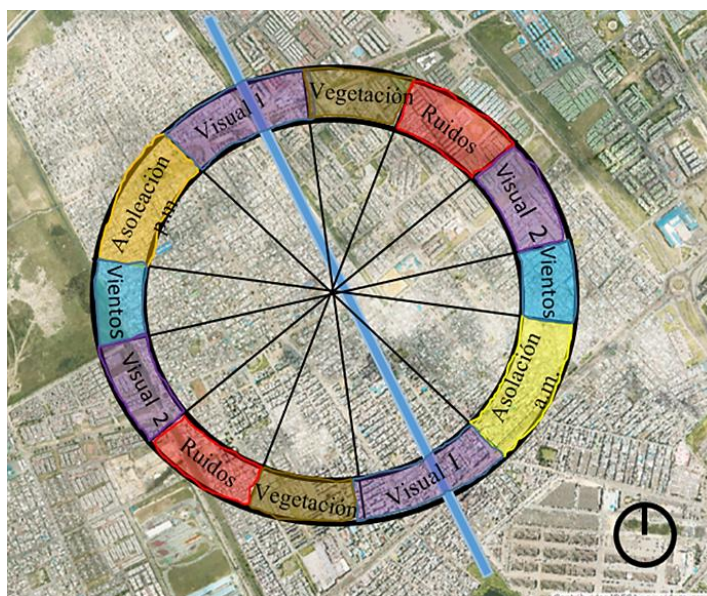 Vegetación
Visual 1
Ruidos
Asoleación
p.m.
Visual 2
Vientos
Vientos
Visual 2
Asolación
a.m.
Ruidos
Vegetación
Visual 1